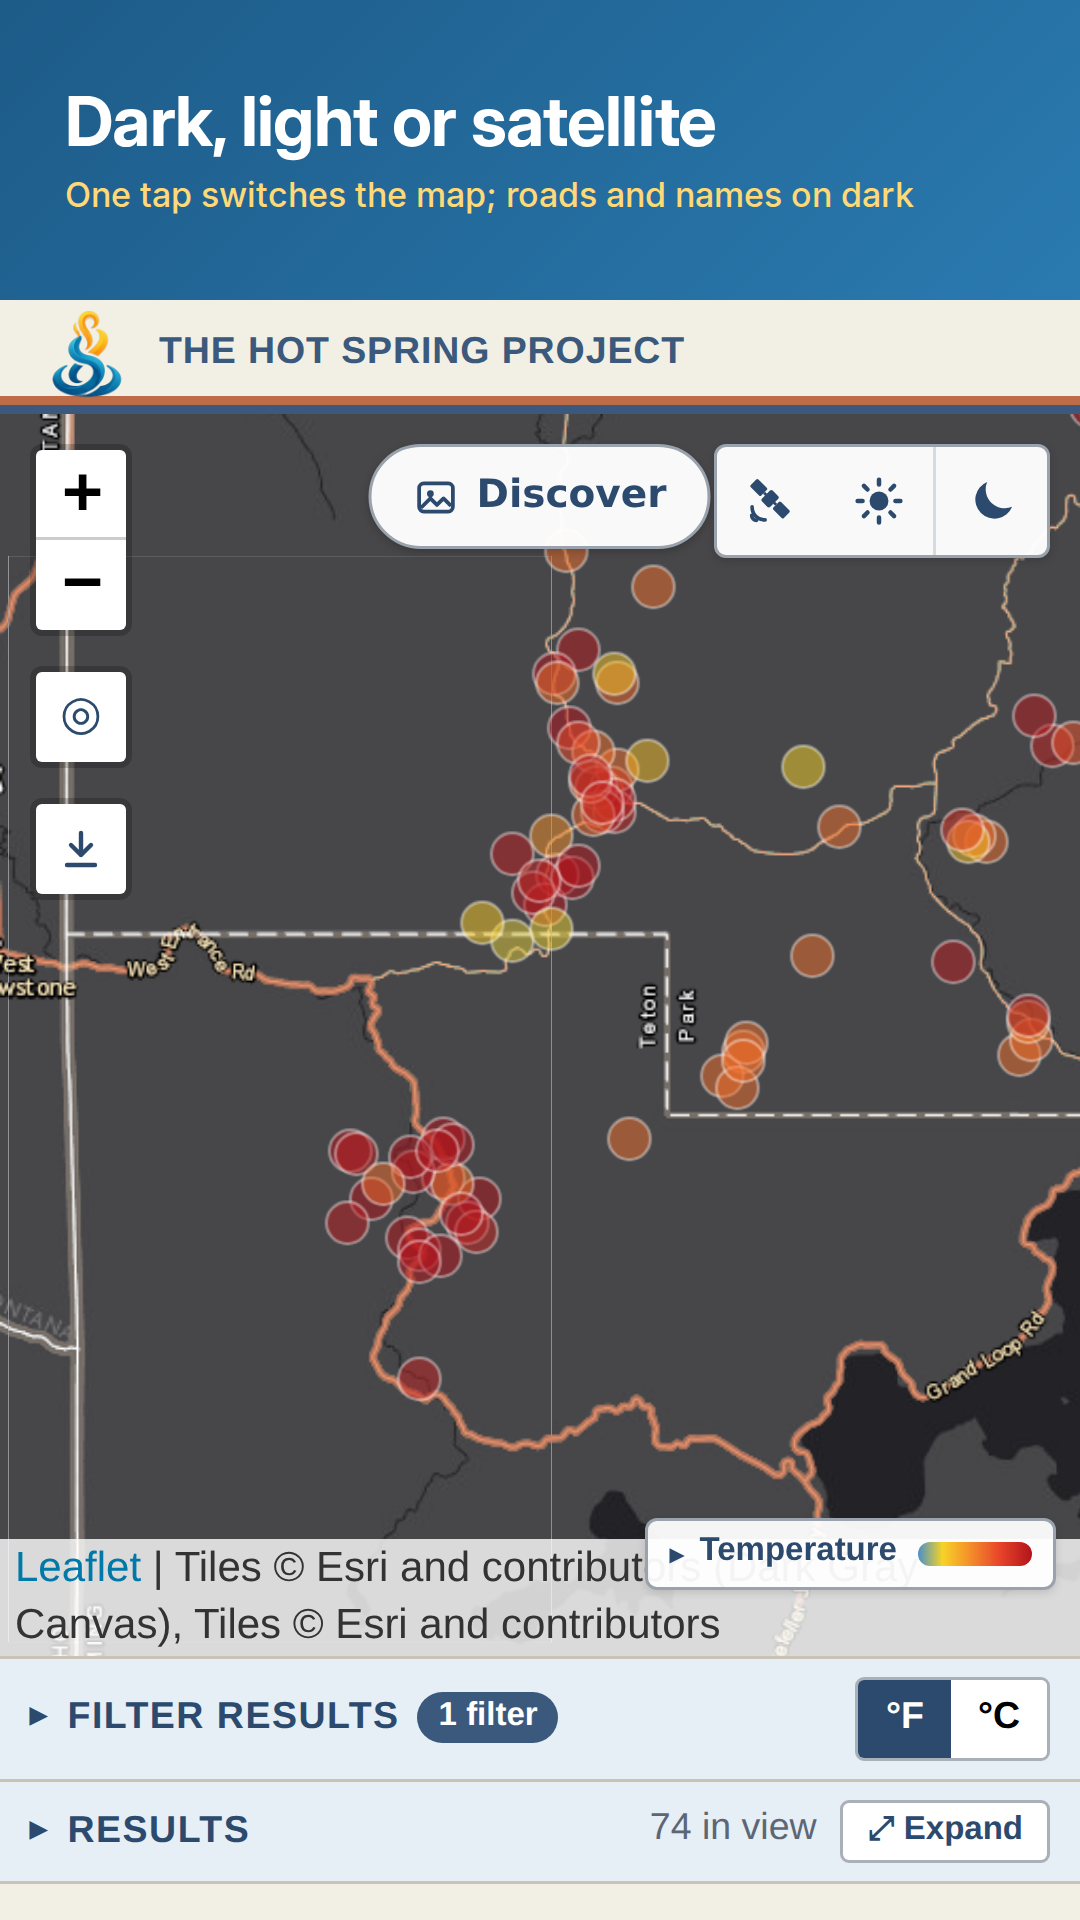 Dark, light or satellite
One tap switches the map; roads and names on dark
THE HOT SPRING PROJECT
+
Discover
−
West Entrance Rd
Teton
Park
Grand Loop Rd
Temperature
Leaflet | Tiles © Esri and contributors (Dark Gray
Canvas), Tiles © Esri and contributors
FILTER RESULTS
1 filter
°F
°C
RESULTS
74 in view
Expand